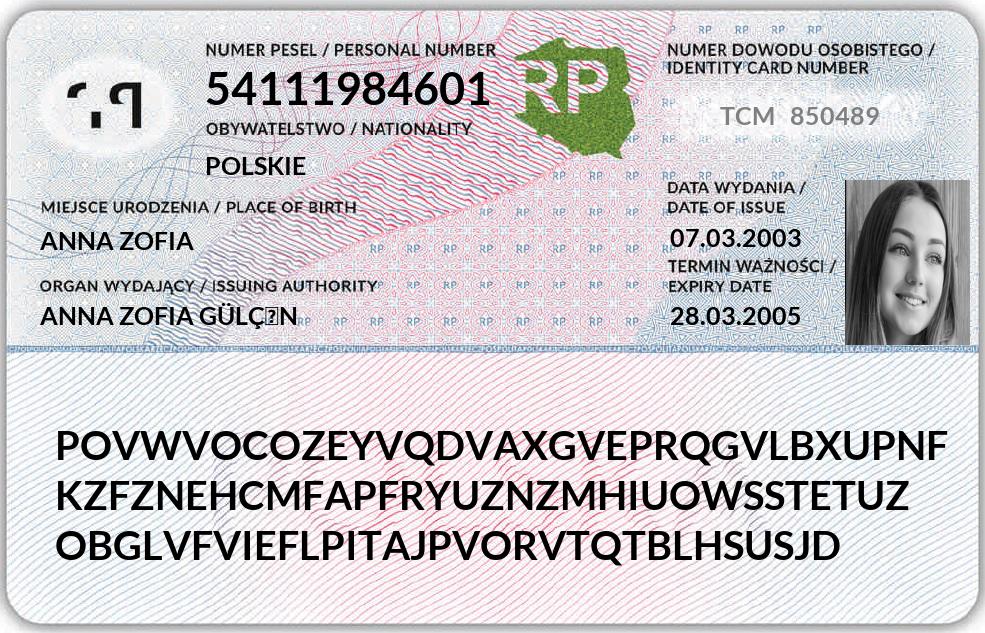 NUMER PESEL / PERSONAL NUMBER
54111984601
OBYWATELSTWO / NATIONALITY
POLSKIE
MIEJSCE URODZENIA / PLACE OF BIRTH
ANNA ZOFIA
ORGAN WYDAJĄCY / ISSUING AUTHORITY
ANNA ZOFIA GÜLÇN
RP
NUMER DOWODU OSOBISTEGO /
IDENTITY CARD NUMBER
TCM 850489
DATA WYDANIA /
DATE OF ISSUE
07.03.2003
TERMIN WAŻNOŚCI /
EXPIRY DATE
28.03.2005
POVWVOCOZEYVQDVAXGVEPRQGVLBXUPNF
KZFZNEHCMFAPFRYUZNZMHIUOWSSTETUZ
OBGLVFVIEFLPITAJPVORVTQTBLHSUSJD